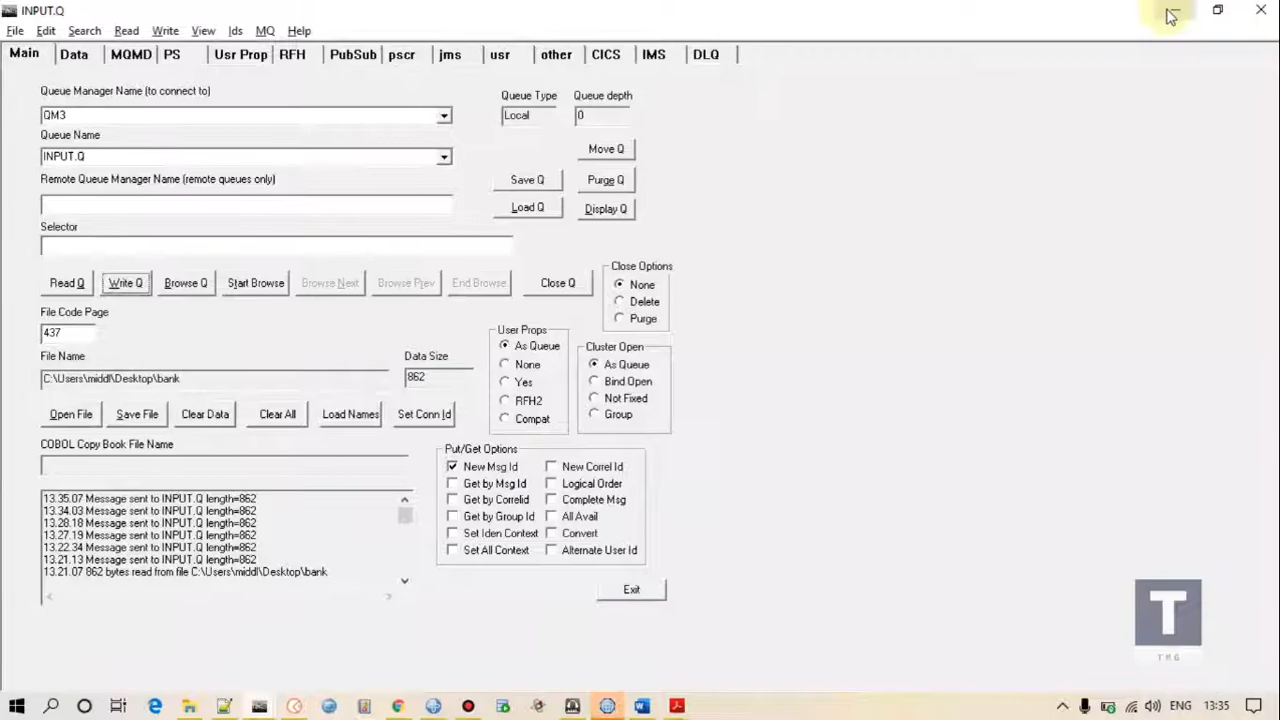 INPUT.Q
File Edit Search Read Write View Ids MQ Help
Main Data MQMD PS Usr Prop RFH PubSub pscr jms usr other CICS IMS DLQ
Queue Manager Name (to connect to)
QM3
Queue Type Queue depth
Local 0
Queue Name
INPUT.Q
Move Q
Remote Queue Manager Name (remote queues only)
Save Q Purge Q
Load Q Display Q
Selector
Read Q Write Q Browse Q Start Browse Browse Next Browse Prev End Browse Close Q
Close Options
None
Delete
Purge
File Code Page
437
File Name
C:\Users\middl\Desktop\bank
Data Size
862
User Props
As Queue
None
Yes
RFH2
Compat
Cluster Open
As Queue
Bind Open
Not Fixed
Group
Open File Save File Clear Data Clear All Load Names Set Conn Id
COBOL Copy Book File Name
Put/Get Options
New Msg Id New Correl Id
Get by Msg Id Logical Order
Get by Correlid Complete Msg
Get by Group Id All Avail
Set Iden Context Convert
Set All Context Alternate User Id
13.35.07 Message sent to INPUT.Q length=862
13.34.03 Message sent to INPUT.Q length=862
13.28.18 Message sent to INPUT.Q length=862
13.27.19 Message sent to INPUT.Q length=862
13.22.34 Message sent to INPUT.Q length=862
13.21.13 Message sent to INPUT.Q length=862
13.21.07 862 bytes read from file C:\Users\middl\Desktop\bank
Exit
T
TMG
ENG 13:35